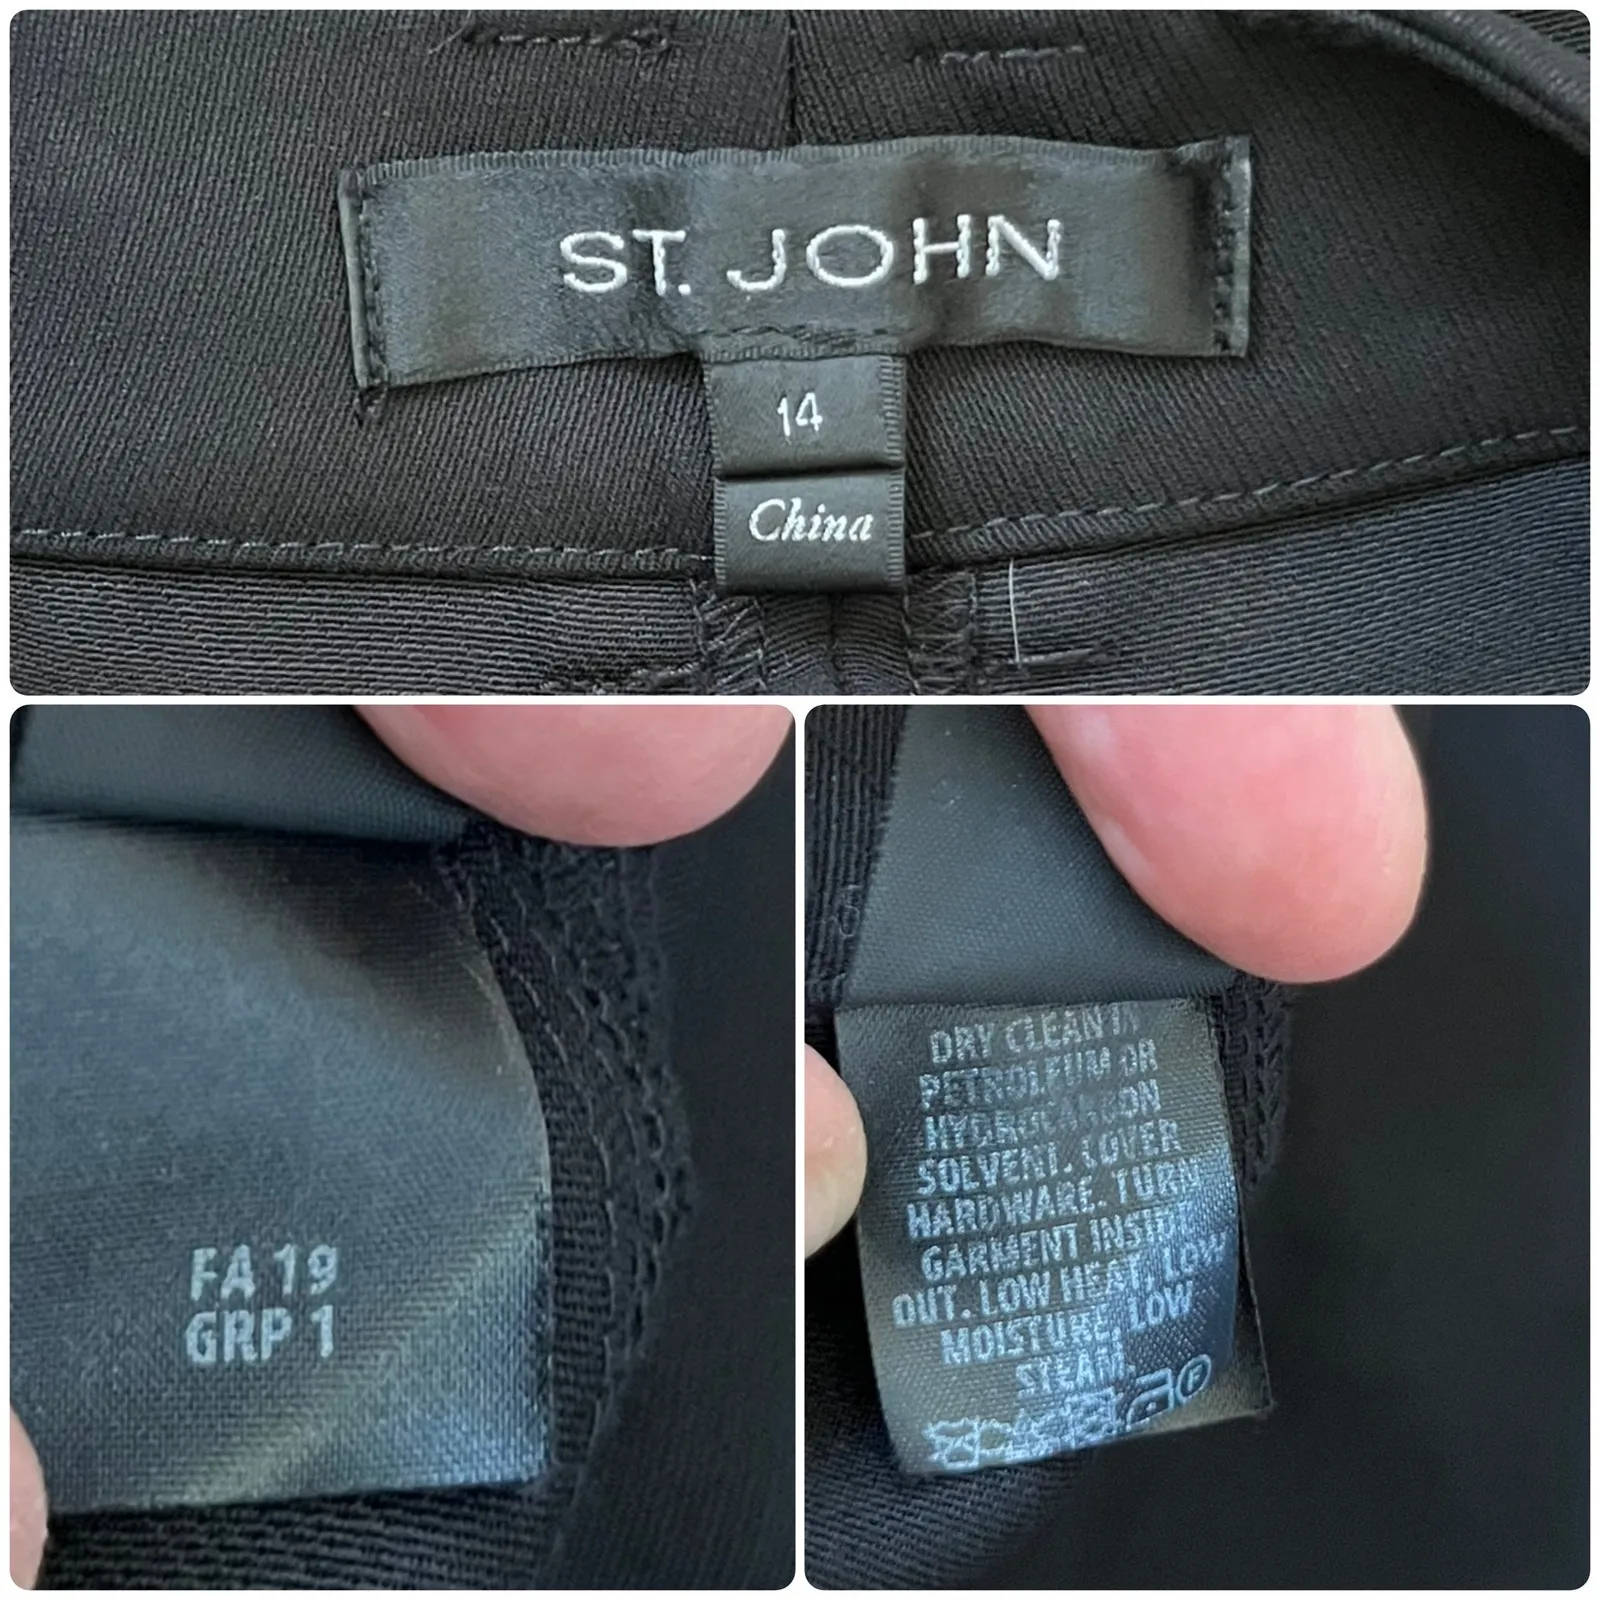 ST. JOHN
14
China
FA 19
GRP 1
DRY CLEAN IN
PETROLEUM OR
HYDROCARBON
SOLVENT. COVER
HARDWARE. TURN
GARMENT INSIDE
OUT. LOW HEAT, LOW
MOISTURE, LOW
STEAM.
P